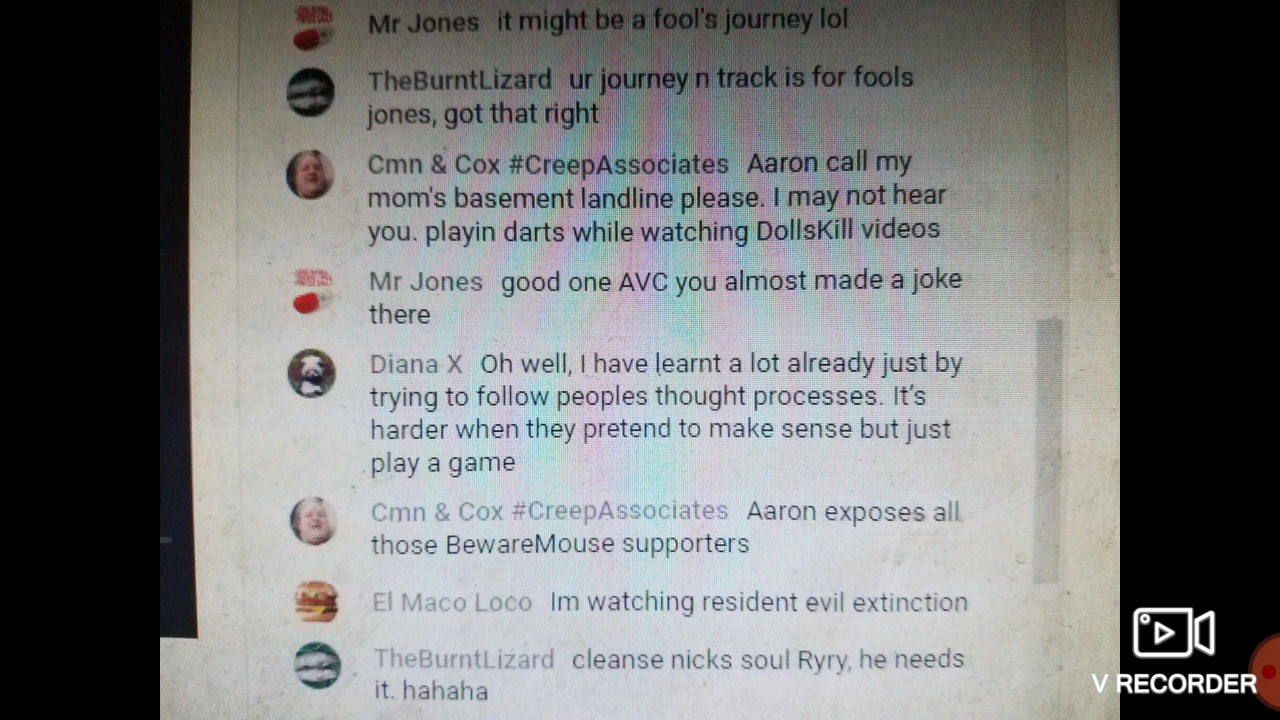 Mr Jones it might be a fool's journey lol
TheBurntLizard ur journey n track is for fools
jones, got that right
Cmn & Cox #CreepAssociates Aaron call my
mom's basement landline please. I may not hear
you. playin darts while watching DollsKill videos
Mr Jones good one AVC you almost made a joke
there
Diana X Oh well, I have learnt a lot already just by
trying to follow peoples thought processes. It's
harder when they pretend to make sense but just
play a game
Cmn & Cox #CreepAssociates Aaron exposes all
those BewareMouse supporters
El Maco Loco Im watching resident evil extinction
TheBurntLizard cleanse nicks soul Ryry, he needs
it. hahaha
V RECORDER